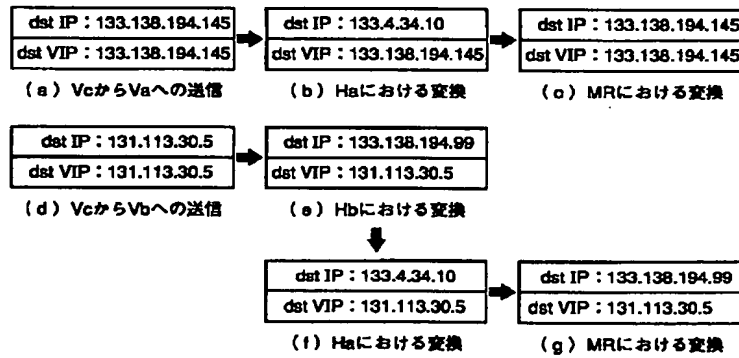 dst IP：133.138.194.145
dst VIP：133.138.194.145
(a) VcからVaへの送信
dst IP：133.4.34.10
dst VIP：133.138.194.145
(b) Haにおける変換
dst IP：133.138.194.145
dst VIP：133.138.194.145
(c) MRにおける変換
dst IP：131.113.30.5
dst VIP：131.113.30.5
(d) VcからVbへの送信
dst IP：133.138.194.99
dst VIP：131.113.30.5
(e) Hbにおける変換
dst IP：133.4.34.10
dst VIP：131.113.30.5
(f) Haにおける変換
dst IP：133.138.194.99
dst VIP：131.113.30.5
(g) MRにおける変換